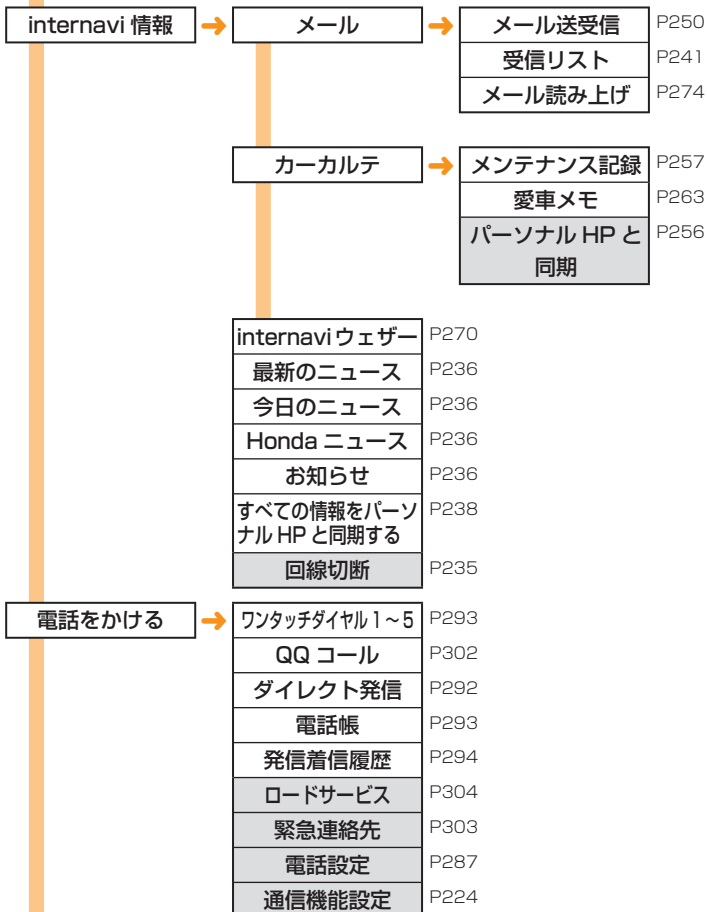 internavi 情報 → メール → メール送受信 P250
受信リスト P241
メール読み上げ P274
カーカルテ → メンテナンス記録 P257
愛車メモ P263
パーソナル HP と P256
同期
internavi ウェザー P270
最新のニュース P236
今日のニュース P236
Honda ニュース P236
お知らせ P236
すべての情報をパーソ P238
ナル HP と同期する
回線切断 P235
電話をかける → ワンタッチダイヤル 1～5 P293
QQ コール P302
ダイレクト発信 P292
電話帳 P293
発信着信履歴 P294
ロードサービス P304
緊急連絡先 P303
電話設定 P287
通信機能設定 P224